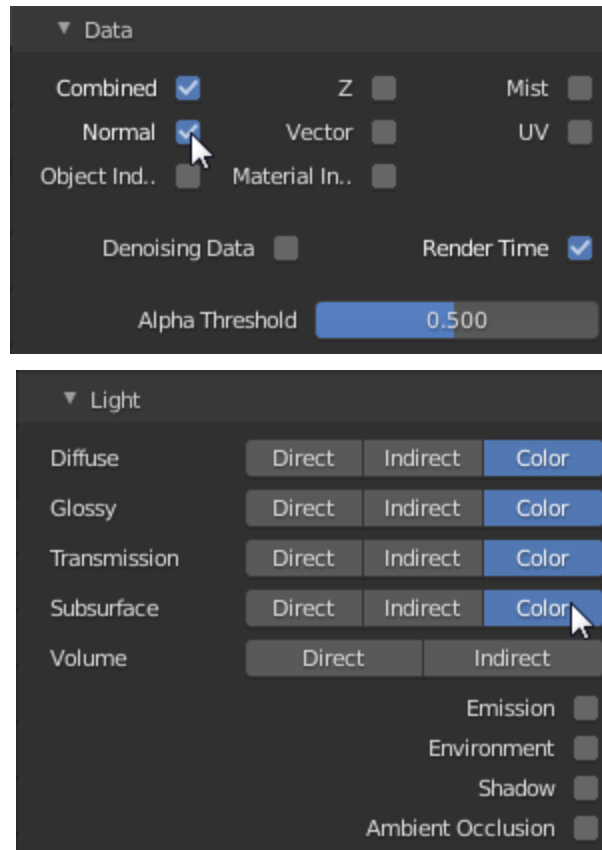 Data
Combined Z Mist
Normal Vector UV
Object Ind.. Material In..
Denoising Data Render Time
Alpha Threshold 0.500
Light
Diffuse Direct Indirect Color
Glossy Direct Indirect Color
Transmission Direct Indirect Color
Subsurface Direct Indirect Color
Volume Direct Indirect
Emission
Environment
Shadow
Ambient Occlusion